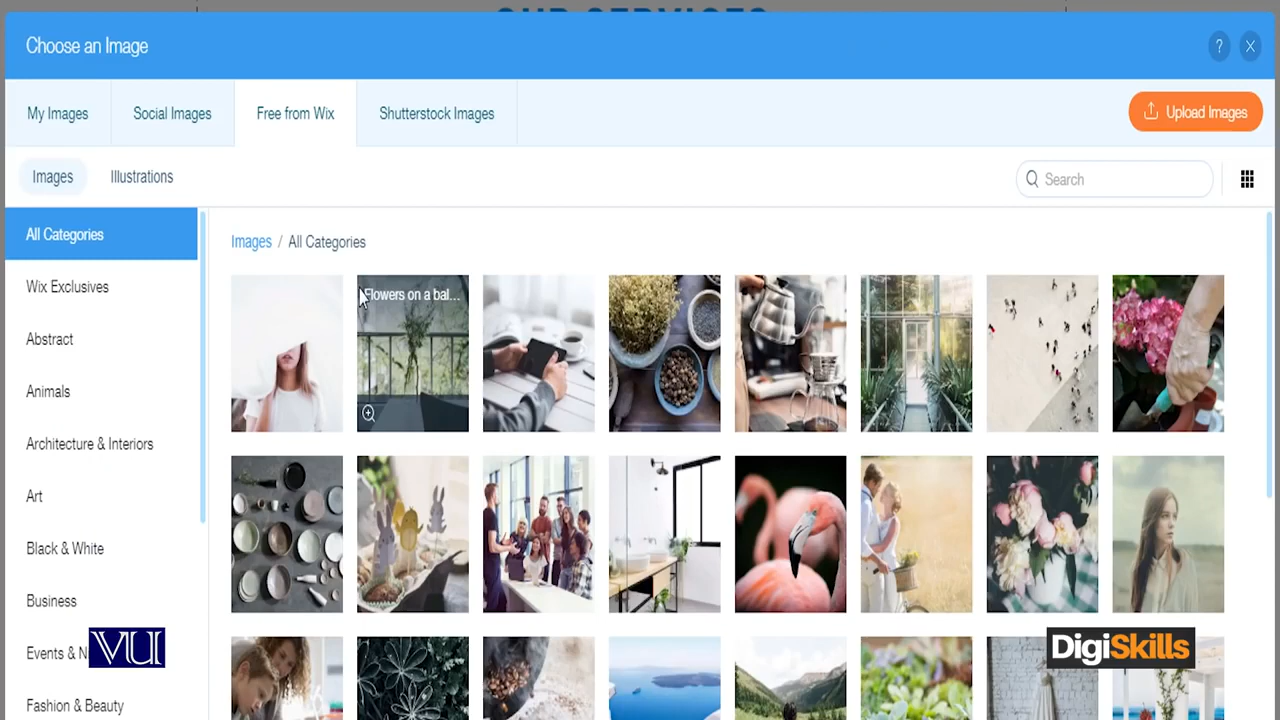 OUR SERVICES
Choose an Image
?
X
My Images
Social Images
Free from Wix
Shutterstock Images
Upload Images
Images
Illustrations
Search
All Categories
Images / All Categories
Wix Exclusives
Flowers on a bal...
Abstract
Animals
Architecture & Interiors
Art
Black & White
Business
Events & N
VU
DigiSkills
Fashion & Beauty